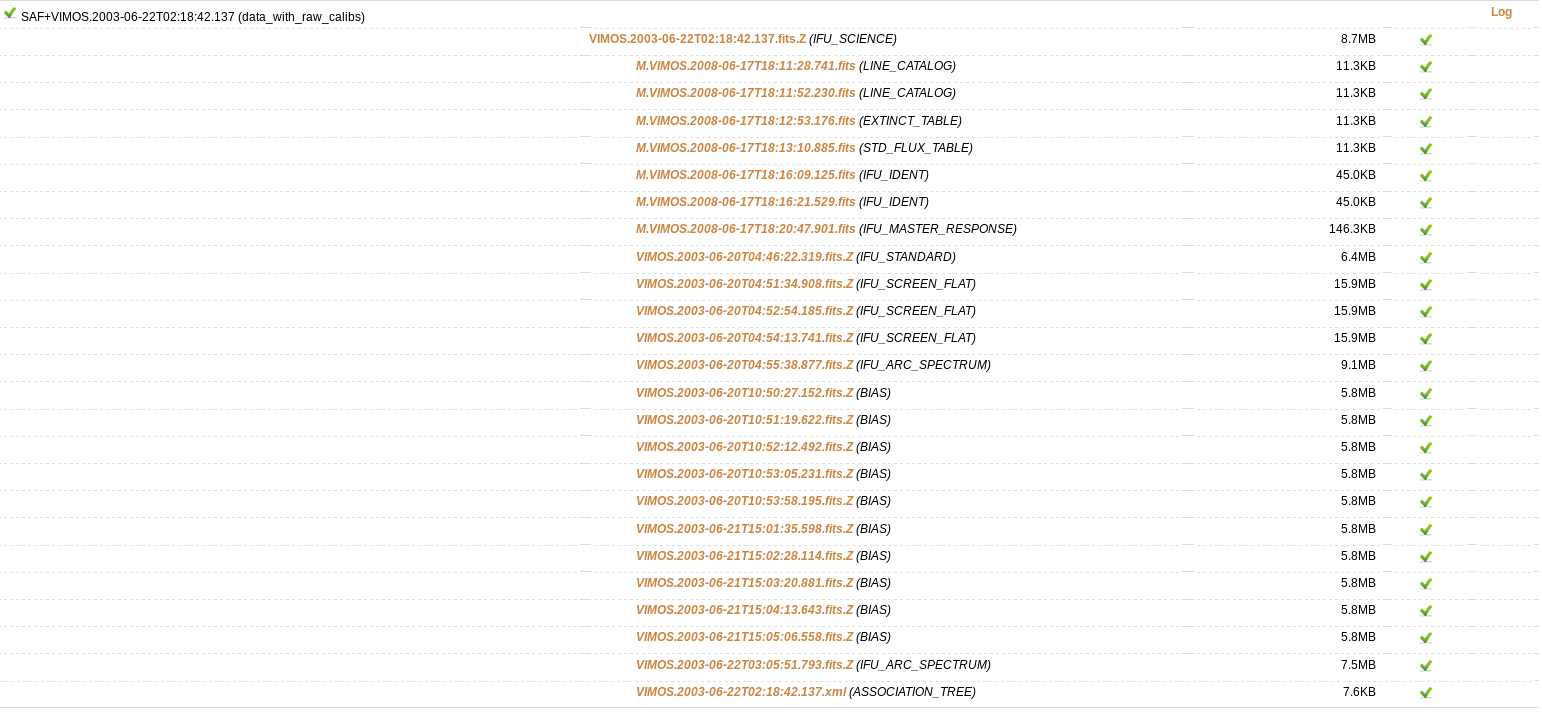 SAF+VIMOS.2003-06-22T02:18:42.137 (data_with_raw_calibs) Log
VIMOS.2003-06-22T02:18:42.137.fits.Z (IFU_SCIENCE) 8.7MB
M.VIMOS.2008-06-17T18:11:28.741.fits (LINE_CATALOG) 11.3KB
M.VIMOS.2008-06-17T18:11:52.230.fits (LINE_CATALOG) 11.3KB
M.VIMOS.2008-06-17T18:12:53.176.fits (EXTINCT_TABLE) 11.3KB
M.VIMOS.2008-06-17T18:13:10.885.fits (STD_FLUX_TABLE) 11.3KB
M.VIMOS.2008-06-17T18:16:09.125.fits (IFU_IDENT) 45.0KB
M.VIMOS.2008-06-17T18:16:21.529.fits (IFU_IDENT) 45.0KB
M.VIMOS.2008-06-17T18:20:47.901.fits (IFU_MASTER_RESPONSE) 146.3KB
VIMOS.2003-06-20T04:46:22.319.fits.Z (IFU_STANDARD) 6.4MB
VIMOS.2003-06-20T04:51:34.908.fits.Z (IFU_SCREEN_FLAT) 15.9MB
VIMOS.2003-06-20T04:52:54.185.fits.Z (IFU_SCREEN_FLAT) 15.9MB
VIMOS.2003-06-20T04:54:13.741.fits.Z (IFU_SCREEN_FLAT) 15.9MB
VIMOS.2003-06-20T04:55:38.877.fits.Z (IFU_ARC_SPECTRUM) 9.1MB
VIMOS.2003-06-20T10:50:27.152.fits.Z (BIAS) 5.8MB
VIMOS.2003-06-20T10:51:19.622.fits.Z (BIAS) 5.8MB
VIMOS.2003-06-20T10:52:12.492.fits.Z (BIAS) 5.8MB
VIMOS.2003-06-20T10:53:05.231.fits.Z (BIAS) 5.8MB
VIMOS.2003-06-20T10:53:58.195.fits.Z (BIAS) 5.8MB
VIMOS.2003-06-21T15:01:35.598.fits.Z (BIAS) 5.8MB
VIMOS.2003-06-21T15:02:28.114.fits.Z (BIAS) 5.8MB
VIMOS.2003-06-21T15:03:20.881.fits.Z (BIAS) 5.8MB
VIMOS.2003-06-21T15:04:13.643.fits.Z (BIAS) 5.8MB
VIMOS.2003-06-21T15:05:06.558.fits.Z (BIAS) 5.8MB
VIMOS.2003-06-22T03:05:51.793.fits.Z (IFU_ARC_SPECTRUM) 7.5MB
VIMOS.2003-06-22T02:18:42.137.xml (ASSOCIATION_TREE) 7.6KB